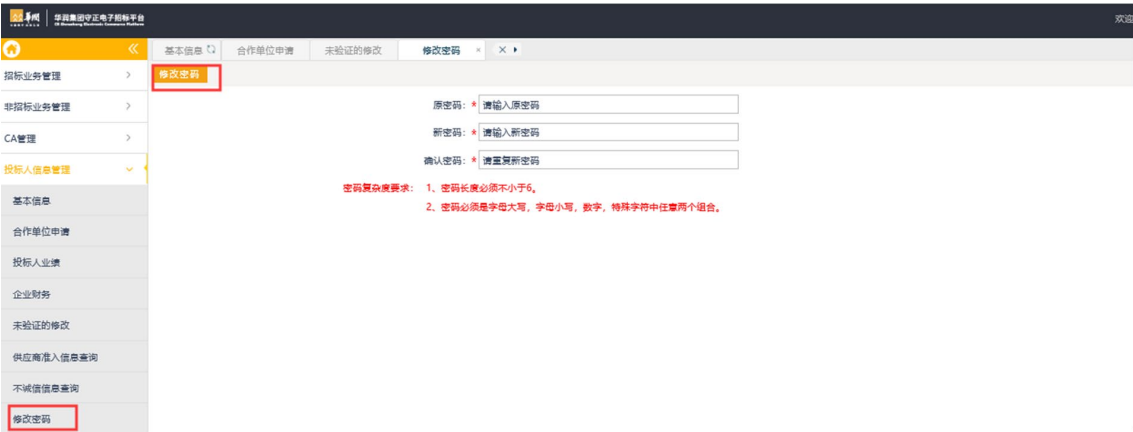 华润集团守正电子招标平台
欢迎
基本信息
合作单位申请
未验证的修改
修改密码
招标业务管理
修改密码
非招标业务管理
CA管理
投标人信息管理
基本信息
合作单位申请
投标人业绩
企业财务
未验证的修改
供应商准入信息查询
不诚信信息查询
修改密码
原密码：* 请输入原密码
新密码：* 请输入新密码
确认密码：* 请重复新密码
密码复杂度要求： 1、密码长度必须不小于6。
2、密码必须是字母大写，字母小写，数字，特殊字符中任意两个组合。